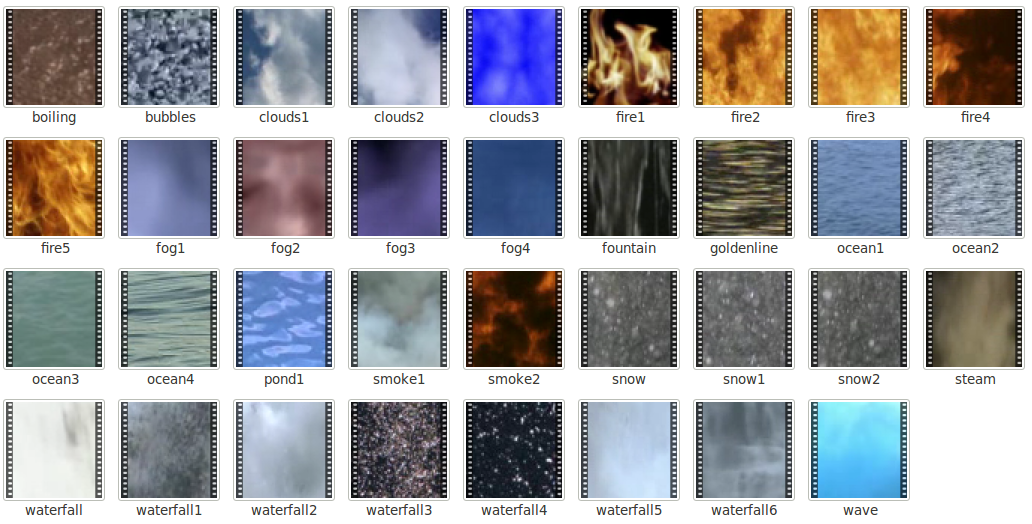 boiling bubbles clouds1 clouds2 clouds3 fire1 fire2 fire3 fire4
fire5 fog1 fog2 fog3 fog4 fountain goldenline ocean1 ocean2
ocean3 ocean4 pond1 smoke1 smoke2 snow snow1 snow2 steam
waterfall waterfall1 waterfall2 waterfall3 waterfall4 waterfall5 waterfall6 wave